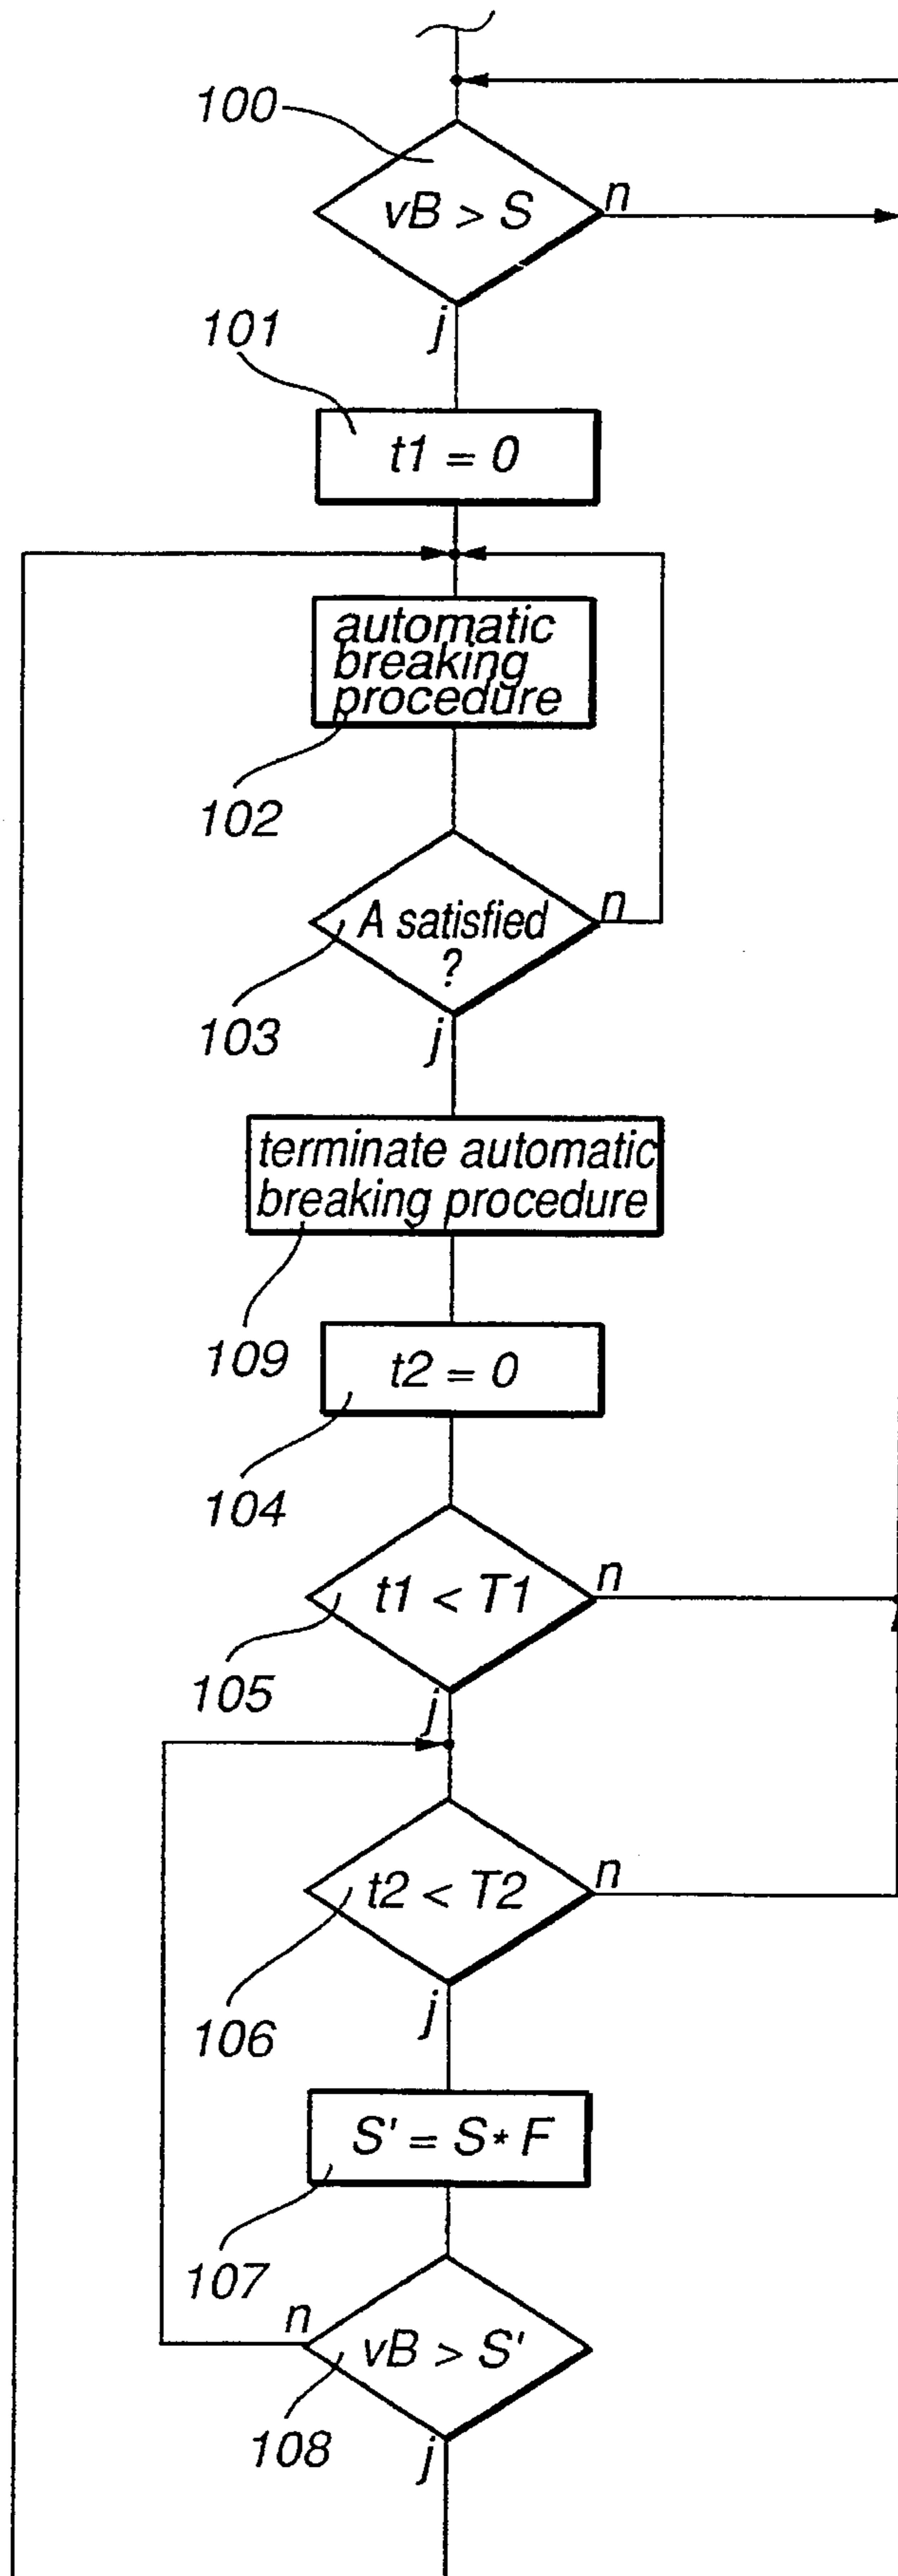 100
vB > S
n
j
101
t1 = 0
automatic
breaking
procedure
102
A satisfied
?
n
103
j
terminate automatic
breaking procedure
109
t2 = 0
104
t1 < T1
n
105
j
t2 < T2
n
106
j
S' = S * F
107
n
vB > S'
108
j